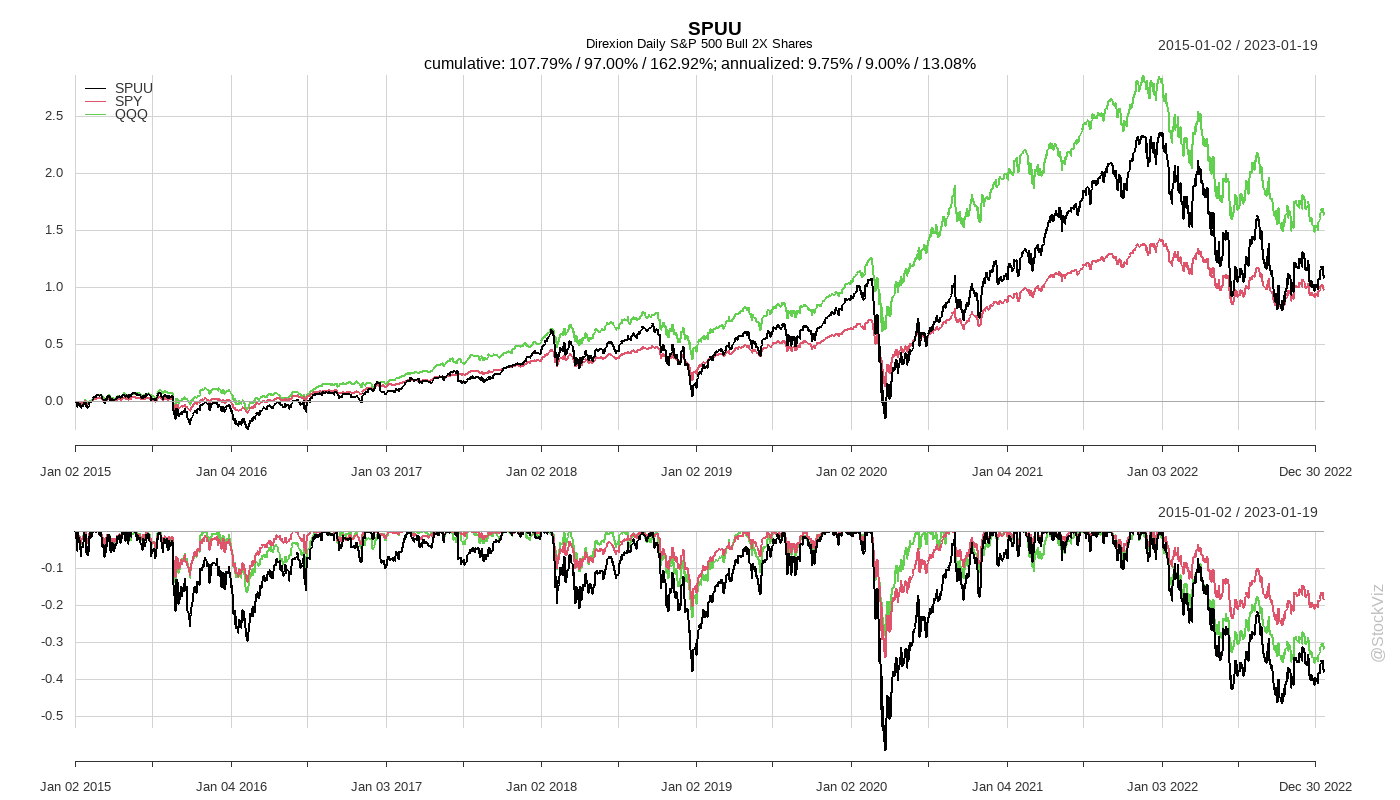 SPUU
Direxion Daily S&P 500 Bull 2X Shares
2015-01-02 / 2023-01-19
cumulative: 107.79% / 97.00% / 162.92%; annualized: 9.75% / 9.00% / 13.08%
SPUU
SPY
QQQ
2.5
2.0
1.5
1.0
0.5
0.0
Jan 02 2015 Jan 04 2016 Jan 03 2017 Jan 02 2018 Jan 02 2019 Jan 02 2020 Jan 04 2021 Jan 03 2022 Dec 30 2022
2015-01-02 / 2023-01-19
-0.1
-0.2
-0.3
-0.4
-0.5
Jan 02 2015 Jan 04 2016 Jan 03 2017 Jan 02 2018 Jan 02 2019 Jan 02 2020 Jan 04 2021 Jan 03 2022 Dec 30 2022
@StockViz